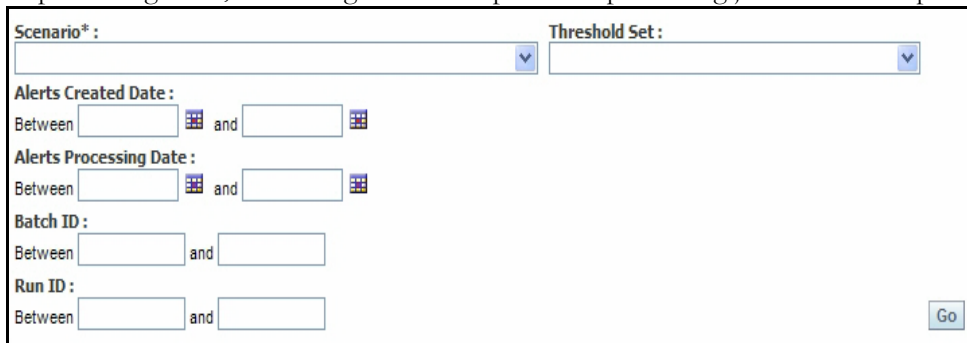 Scenario* : Threshold Set :
Alerts Created Date :
Between and
Alerts Processing Date :
Between and
Batch ID :
Between and
Run ID :
Between and Go